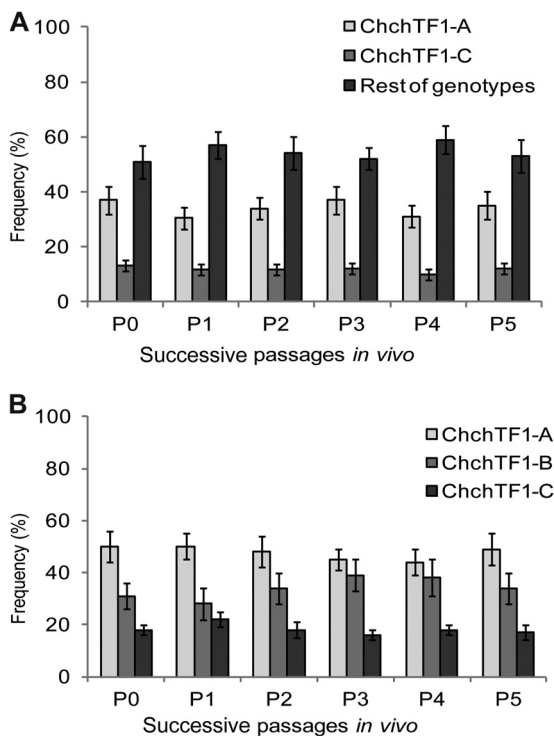 A
100
80
60
40
20
0
Frequency (%)
ChchTF1-A
ChchTF1-C
Rest of genotypes
P0 P1 P2 P3 P4 P5
Successive passages in vivo
B
100
80
60
40
20
0
Frequency (%)
ChchTF1-A
ChchTF1-B
ChchTF1-C
P0 P1 P2 P3 P4 P5
Successive passages in vivo